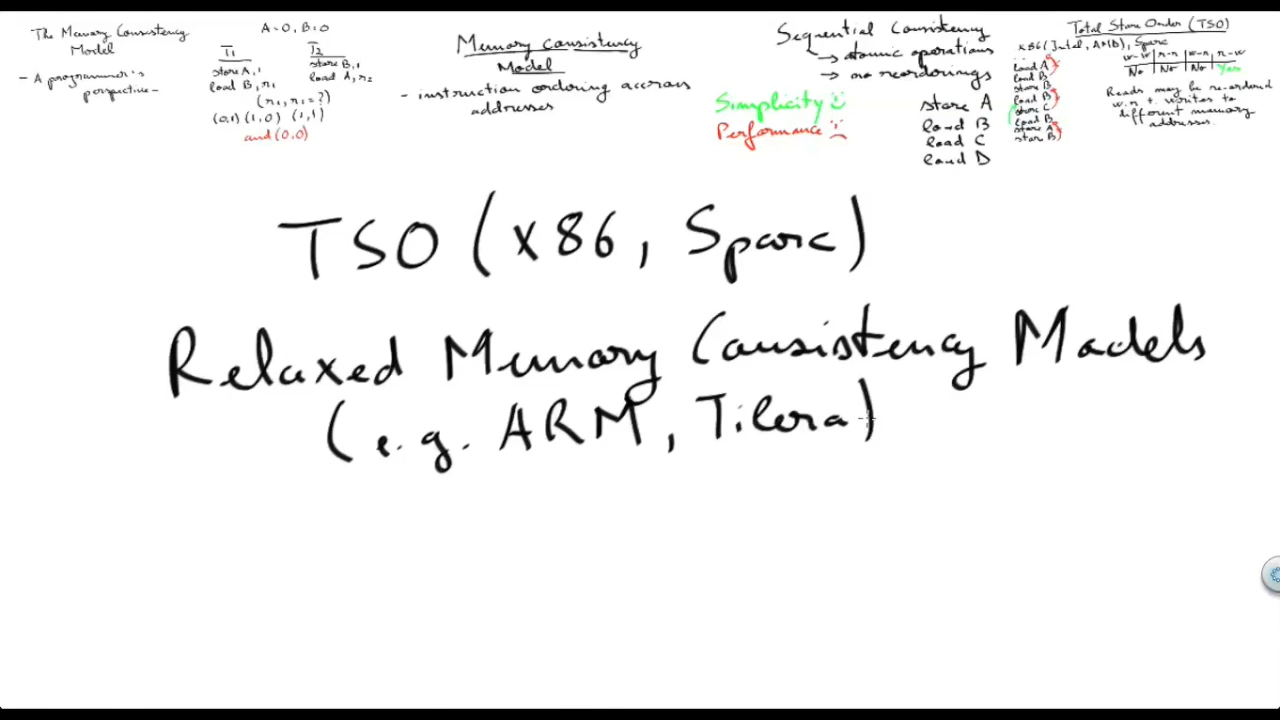 The Memory Consistency
Model
- A programmer's
perspective -
A=0, B=0
T1
store A,1
load B, r1
T2
store B,1
load A, r2
(r1, r2 = ?)
(0,1) (1,0) (1,1)
and (0,0)
Memory Consistency
Model
- instruction ordering across
addresses
Simplicity
Performance
Sequential Consistency
→ atomic operations
→ no reorderings
store A
load B
load C
load D
Total Store Order (TSO)
x86 (Intel, AMD), Sparc
load A
load B
store B
load B
store C
load B
store A
store B
w-w r-r w-r r-w
No No No Yes
Reads may be re-ordered
w.r.t. writes to
different memory
addresses.
TSO (x86, Sparc)
Relaxed Memory Consistency Models
(e.g. ARM, Tilera)